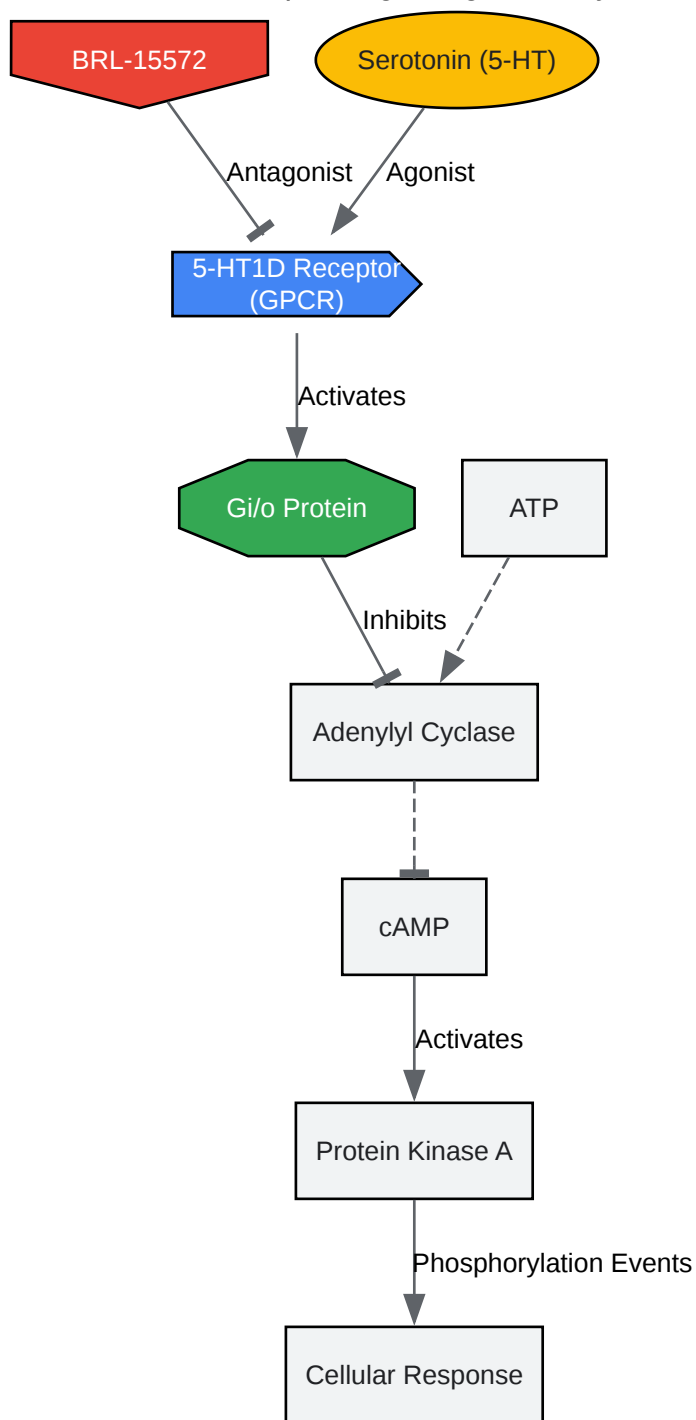 BRL-15572
Serotonin (5-HT)
Antagonist
Agonist
5-HT1D Receptor
(GPCR)
Activates
Gi/o Protein
ATP
Inhibits
Adenylyl Cyclase
cAMP
Activates
Protein Kinase A
Phosphorylation Events
Cellular Response